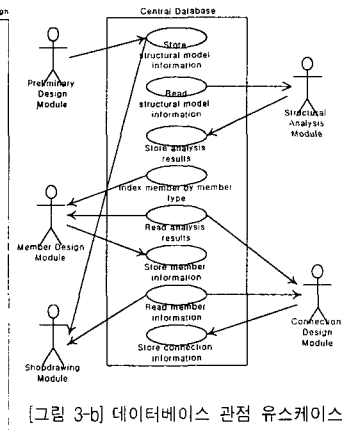 gn
Central Database
Store
structural model
information
Preliminary
Design
Module
Read
structural model
information
Structural
Analysis
Module
Store analysis
results
Index member by member
type
Read analysis
results
Member Design
Module
Store member
information
Read member
information
Connection
Design
Module
Shopdrawing
Module
Store connection
information
[그림 3-b] 데이터베이스 관점 유스케이스